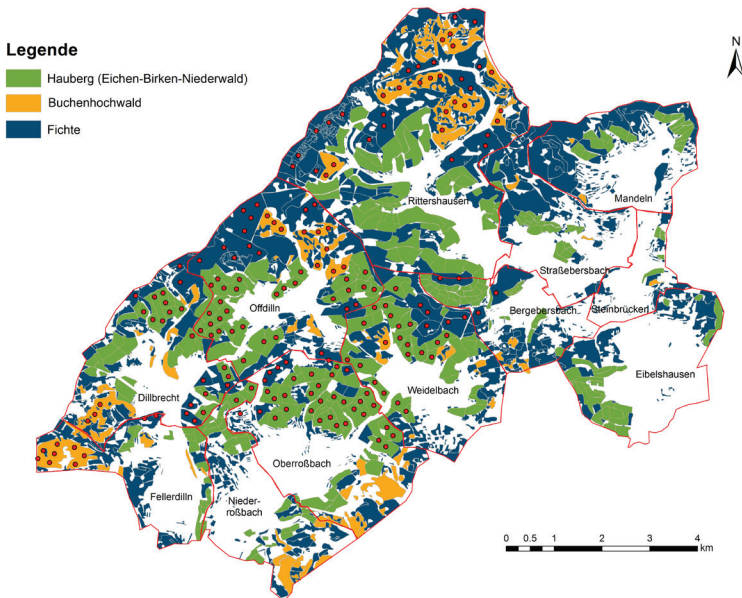 Legende
Hauberg (Eichen-Birken-Niederwald)
Buchenhochwald
Fichte
N
Rittershausen
Mandeln
Straßebersbach
Offdilln
Bergebersbach
Steinbrücken
Eibelshausen
Dillbrecht
Weidelbach
Oberroßbach
Fellerdilln
Nieder-
roßbach
0 0.5 1 2 3 4
km